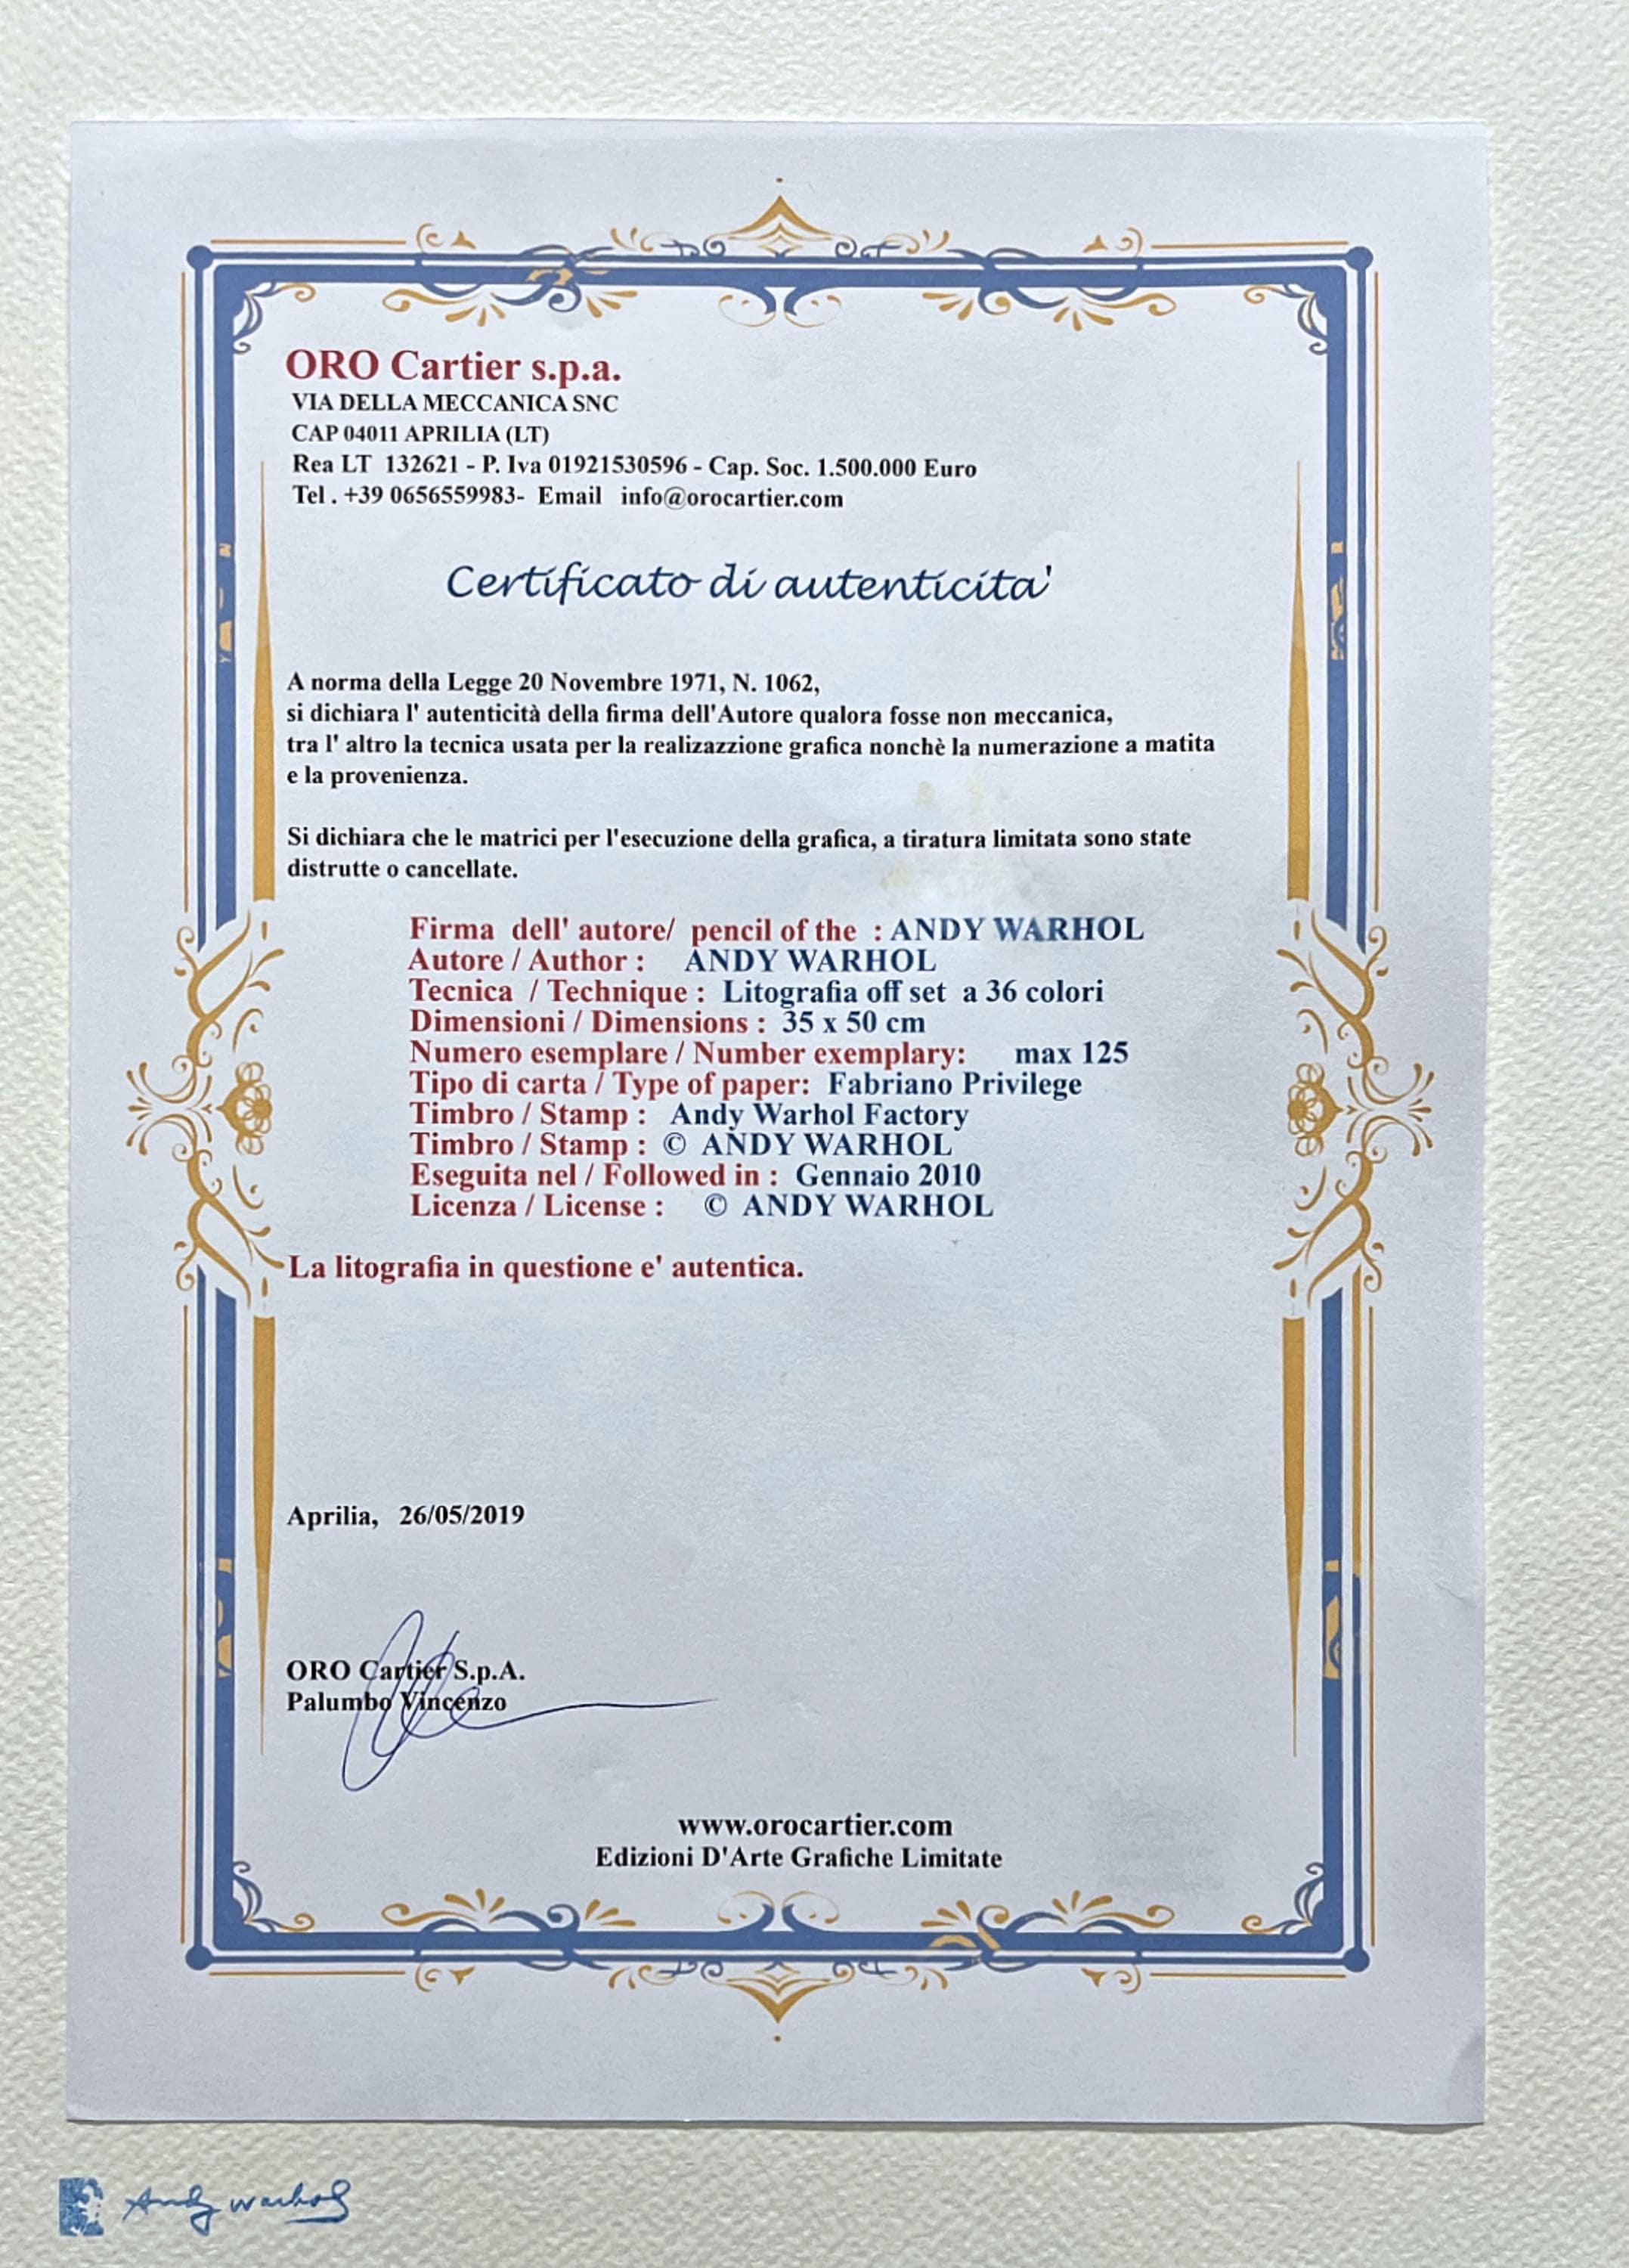 ORO Cartier s.p.a.
VIA DELLA MECCANICA SNC
CAP 04011 APRILIA (LT)
Rea LT 132621 - P. Iva 01921530596 - Cap. Soc. 1.500.000 Euro
Tel . +39 0656559983- Email info@orocartier.com
Certificato di autenticita'
A norma della Legge 20 Novembre 1971, N. 1062,
si dichiara l' autenticità della firma dell'Autore qualora fosse non meccanica,
tra l' altro la tecnica usata per la realizazzione grafica nonchè la numerazione a matita
e la provenienza.
Si dichiara che le matrici per l'esecuzione della grafica, a tiratura limitata sono state
distrutte o cancellate.
Firma dell' autore/ pencil of the : ANDY WARHOL
Autore / Author : ANDY WARHOL
Tecnica / Technique : Litografia off set a 36 colori
Dimensioni / Dimensions : 35 x 50 cm
Numero esemplare / Number exemplary: max 125
Tipo di carta / Type of paper: Fabriano Privilege
Timbro / Stamp : Andy Warhol Factory
Timbro / Stamp : © ANDY WARHOL
Eseguita nel / Followed in : Gennaio 2010
Licenza / License : © ANDY WARHOL
La litografia in questione e' autentica.
Aprilia, 26/05/2019
ORO Cartier S.p.A.
Palumbo Vincenzo
www.orocartier.com
Edizioni D'Arte Grafiche Limitate
Andy Warhol